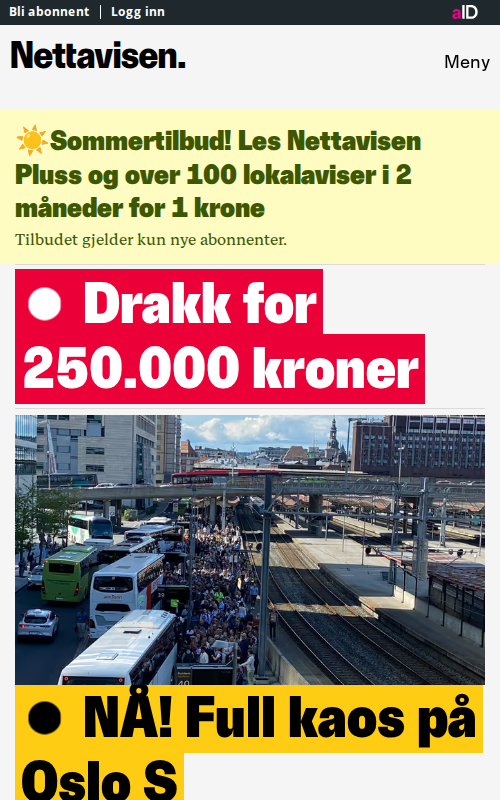 Bli abonnent | Logg inn
aID
Nettavisen.
Meny
☀️Sommertilbud! Les Nettavisen
Pluss og over 100 lokalaviser i 2
måneder for 1 krone
Tilbudet gjelder kun nye abonnenter.
Drakk for
250.000 kroner
NÅ! Full kaos på
Oslo S